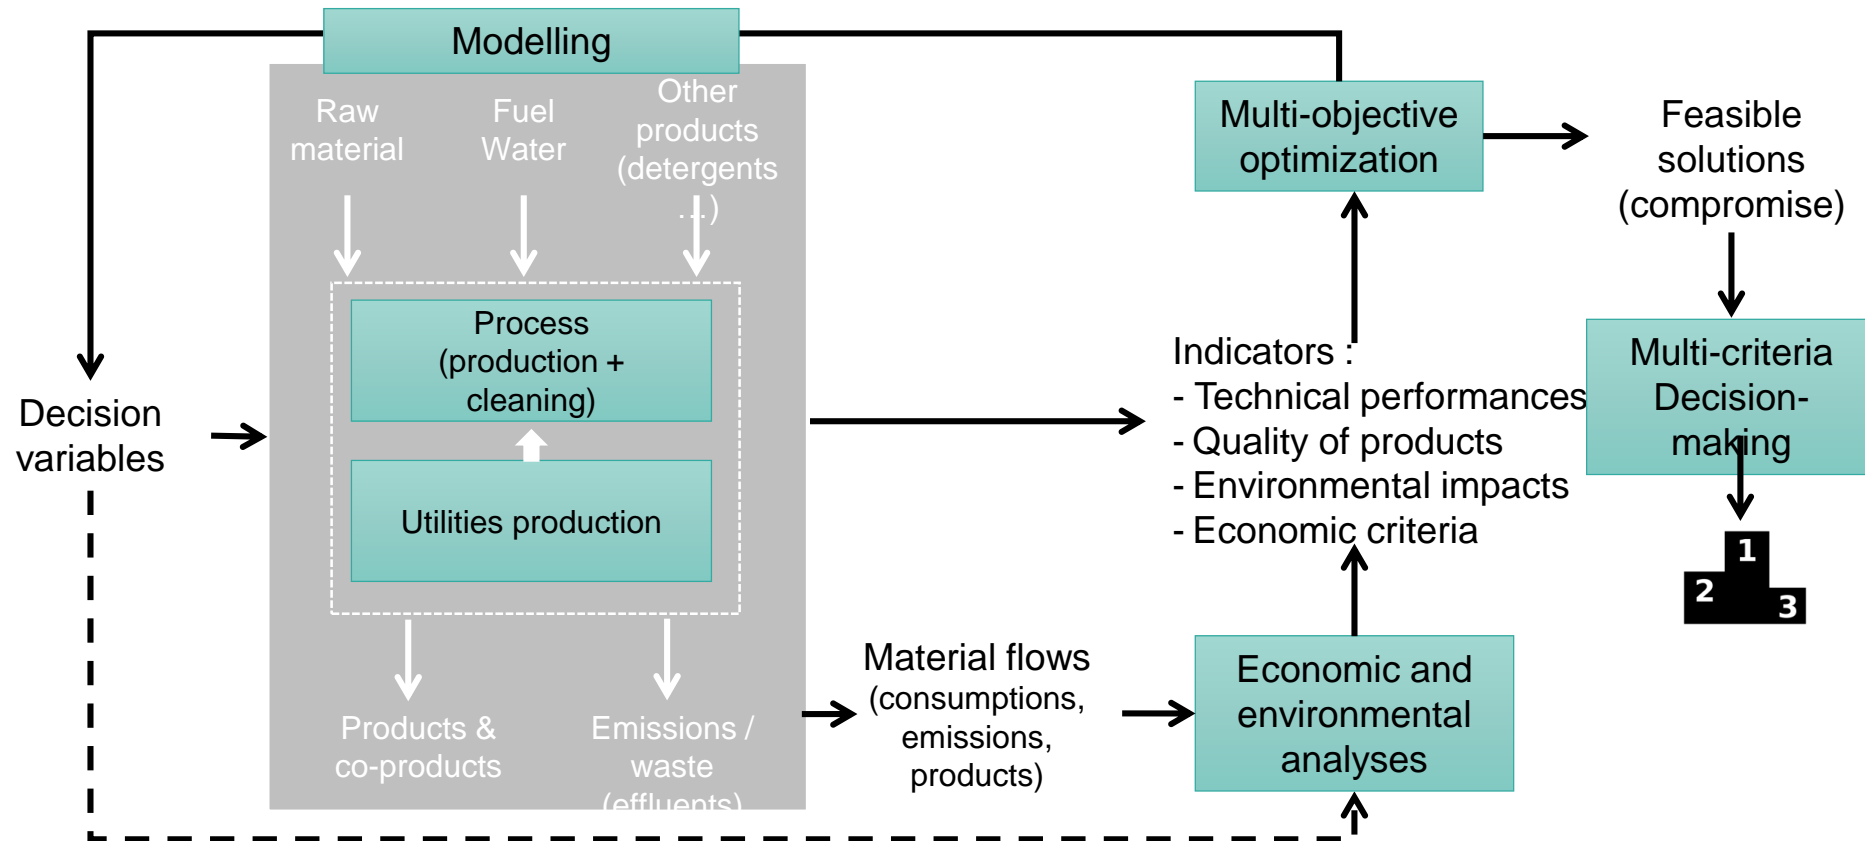 Modelling
Raw
material
Fuel
Water
Other
products
(detergents
...)
Process
(production +
cleaning)
Utilities production
Products &
co-products
Emissions /
waste
(effluents)
Decision
variables
Material flows
(consumptions,
emissions,
products)
Economic and
environmental
analyses
Indicators :
- Technical performances
- Quality of products
- Environmental impacts
- Economic criteria
Multi-objective
optimization
Feasible
solutions
(compromise)
Multi-criteria
Decision-
making
1
2
3